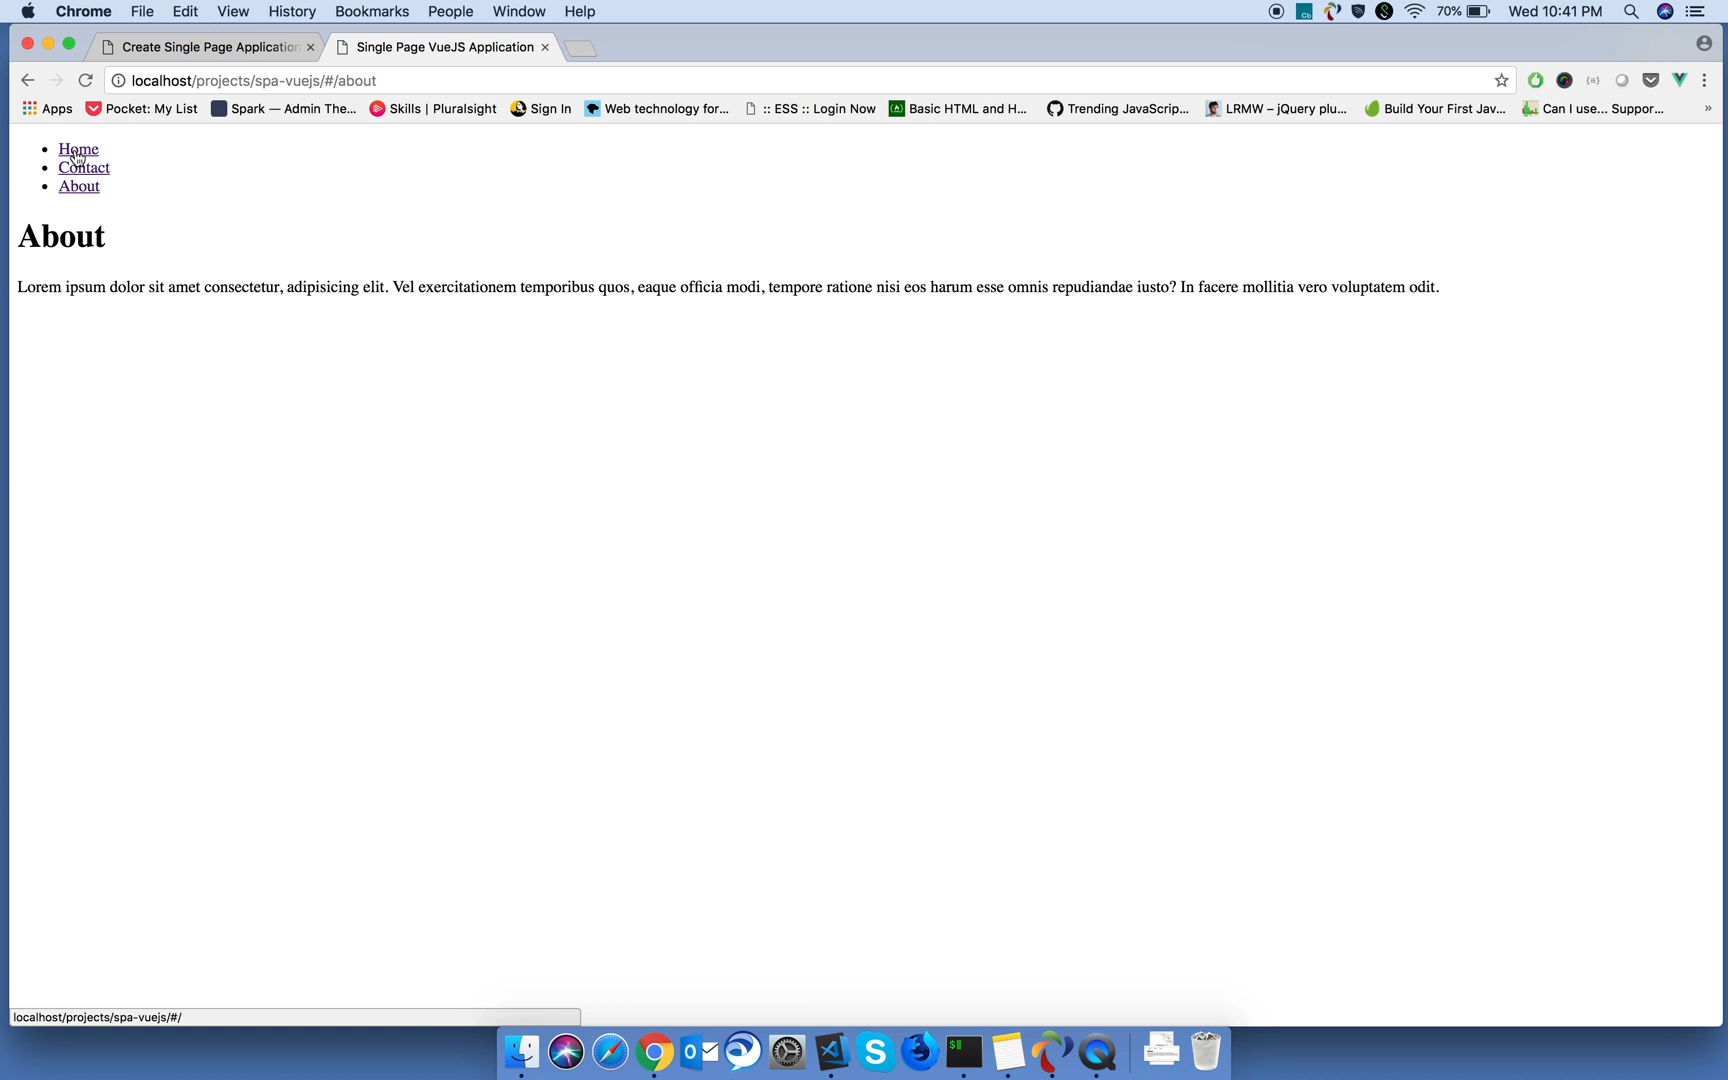 Chrome File Edit View History Bookmarks People Window Help Cb 70% Wed 10:41 PM
Create Single Page Application Single Page VueJS Application
localhost/projects/spa-vuejs/#/about
Apps Pocket: My List Spark — Admin The... Skills | Pluralsight Sign In Web technology for... :: ESS :: Login Now Basic HTML and H... Trending JavaScrip... LRMW – jQuery plu... Build Your First Jav... Can I use... Suppor... »
Home
Contact
About
About
Lorem ipsum dolor sit amet consectetur, adipisicing elit. Vel exercitationem temporibus quos, eaque officia modi, tempore ratione nisi eos harum esse omnis repudiandae iusto? In facere mollitia vero voluptatem odit.
localhost/projects/spa-vuejs/#/